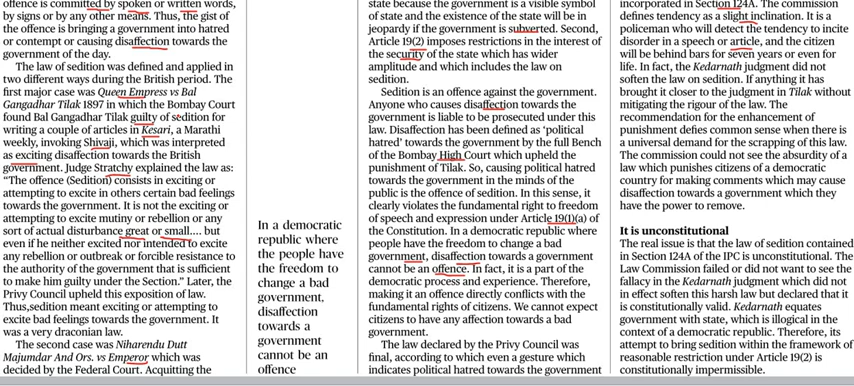 offence is committed by spoken or written words,
by signs or by any other means. Thus, the gist of
the offence is bringing a government into hatred
or contempt or causing disaffection towards the
government of the day.
The law of sedition was defined and applied in
two different ways during the British period. The
first major case was Queen Empress vs Bal
Gangadhar Tilak 1897 in which the Bombay Court
found Bal Gangadhar Tilak guilty of sedition for
writing a couple of articles in Kesari, a Marathi
weekly, invoking Shivaji, which was interpreted
as exciting disaffection towards the British
government. Judge Stratchy explained the law as:
“The offence (Sedition) consists in exciting or
attempting to excite in others certain bad feelings
towards the government. It is not the exciting or
attempting to excite mutiny or rebellion or any
sort of actual disturbance great or small.... but
even if he neither excited nor intended to excite
any rebellion or outbreak or forcible resistance to
the authority of the government that is sufficient
to make him guilty under the Section.” Later, the
Privy Council upheld this exposition of law.
Thus,sedition meant exciting or attempting to
excite bad feelings towards the government. It
was a very draconian law.
The second case was Niharendu Dutt
Majumdar And Ors. vs Emperor which was
decided by the Federal Court. Acquitting the
In a democratic
republic where
the people have
the freedom to
change a bad
government,
disaffection
towards a
government
cannot be an
offence
state because the government is a visible symbol
of state and the existence of the state will be in
jeopardy if the government is subverted. Second,
Article 19(2) imposes restrictions in the interest of
the security of the state which has wider
amplitude and which includes the law on
sedition.
Sedition is an offence against the government.
Anyone who causes disaffection towards the
government is liable to be prosecuted under this
law. Disaffection has been defined as ‘political
hatred’ towards the government by the full Bench
of the Bombay High Court which upheld the
punishment of Tilak. So, causing political hatred
towards the government in the minds of the
public is the offence of sedition. In this sense, it
clearly violates the fundamental right to freedom
of speech and expression under Article 19(1)(a) of
the Constitution. In a democratic republic where
people have the freedom to change a bad
government, disaffection towards a government
cannot be an offence. In fact, it is a part of the
democratic process and experience. Therefore,
making it an offence directly conflicts with the
fundamental rights of citizens. We cannot expect
citizens to have any affection towards a bad
government.
The law declared by the Privy Council was
final, according to which even a gesture which
indicates political hatred towards the government
incorporated in Section 124A. The commission
defines tendency as a slight inclination. It is a
policeman who will detect the tendency to incite
disorder in a speech or article, and the citizen
will be behind bars for seven years or even for
life. In fact, the Kedarnath judgment did not
soften the law on sedition. If anything it has
brought it closer to the judgment in Tilak without
mitigating the rigour of the law. The
recommendation for the enhancement of
punishment defies common sense when there is
a universal demand for the scrapping of this law.
The commission could not see the absurdity of a
law which punishes citizens of a democratic
country for making comments which may cause
disaffection towards a government which they
have the power to remove.
It is unconstitutional
The real issue is that the law of sedition contained
in Section 124A of the IPC is unconstitutional. The
Law Commission failed or did not want to see the
fallacy in the Kedarnath judgment which did not
in effect soften this harsh law but declared that it
is constitutionally valid. Kedarnath equates
government with state, which is illogical in the
context of a democratic republic. Therefore, its
attempt to bring sedition within the framework of
reasonable restriction under Article 19(2) is
constitutionally impermissible.